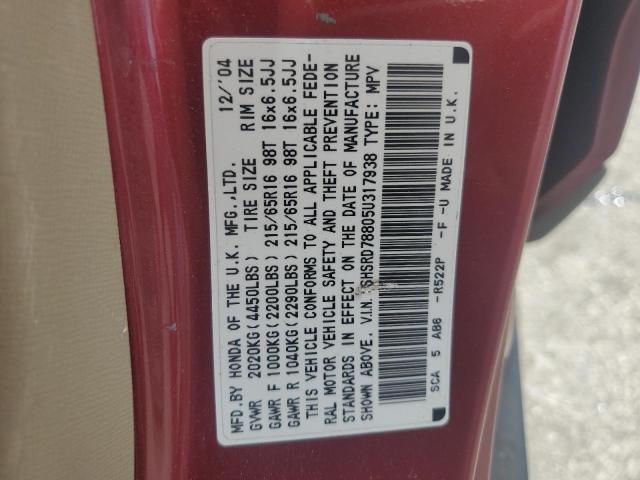 MFD.BY HONDA OF THE U.K. MFG.,LTD. 12/'04
GVWR 2020KG(4450LBS) TIRE SIZE RIM SIZE
GAWR F 1000KG(2200LBS) 215/65R16 98T 16x6.5JJ
GAWR R 1040KG(2290LBS) 215/65R16 98T 16x6.5JJ
THIS VEHICLE CONFORMS TO ALL APPLICABLE FEDE-
RAL MOTOR VEHICLE SAFETY AND THEFT PREVENTION
STANDARDS IN EFFECT ON THE DATE OF MANUFACTURE
SHOWN ABOVE. V.I.N. SHSRD78805U317938 TYPE: MPV
SCA 5 AB6 -R522P -F -U MADE IN U.K.